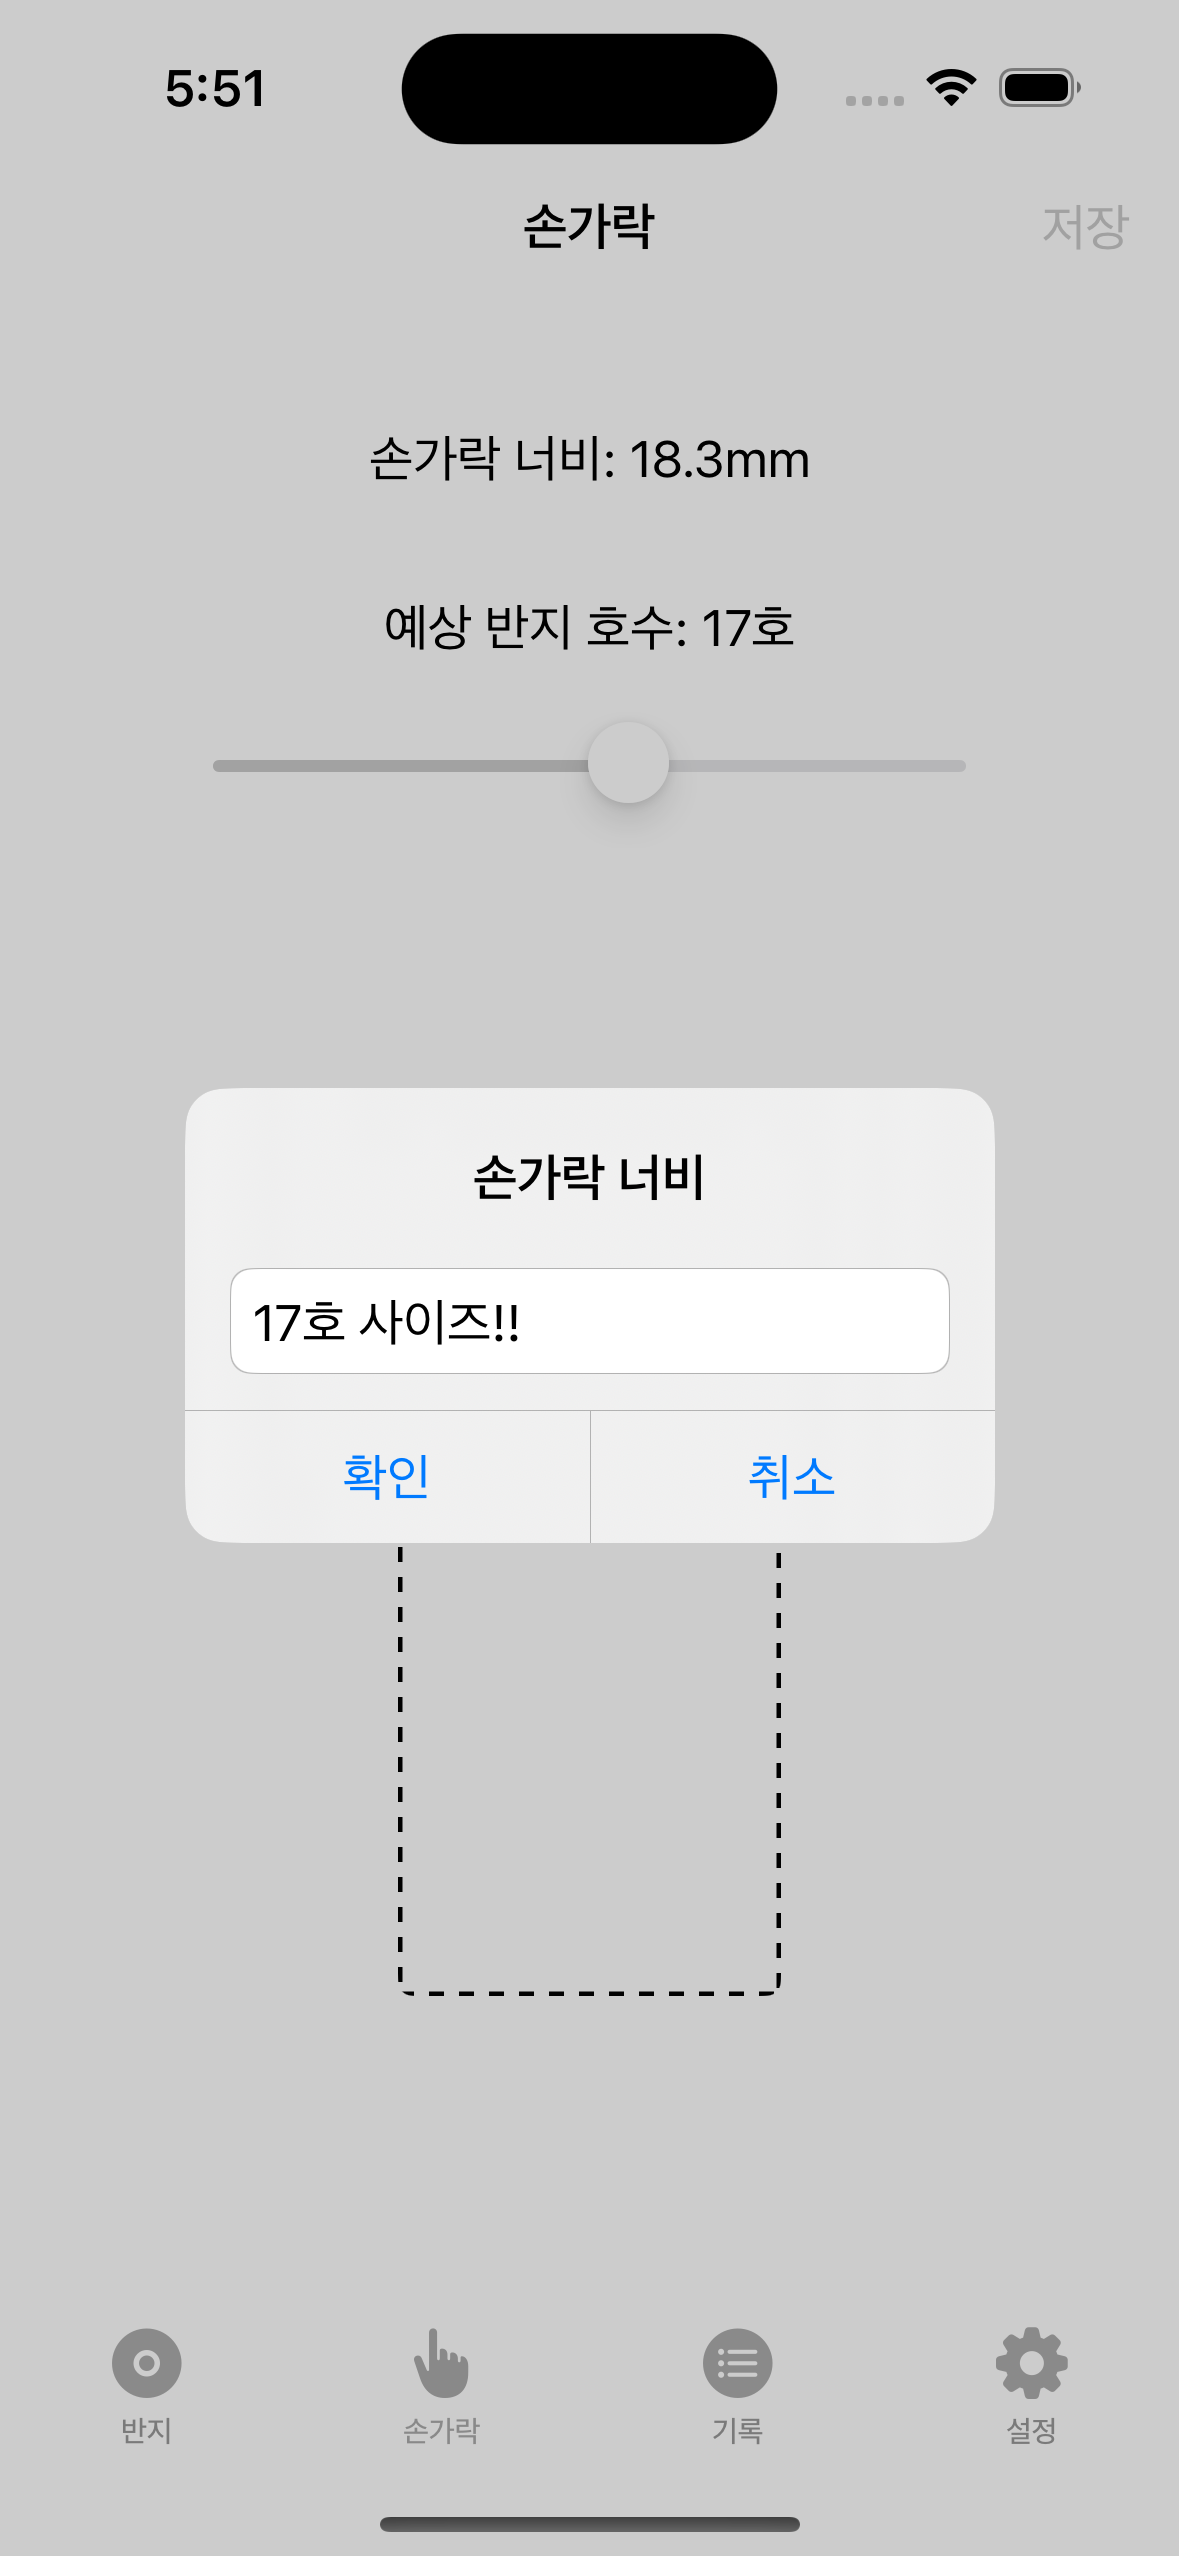 5:51
손가락
저장
손가락 너비: 18.3mm
예상 반지 호수: 17호
손가락 너비
17호 사이즈!!
확인
취소
반지
손가락
기록
설정